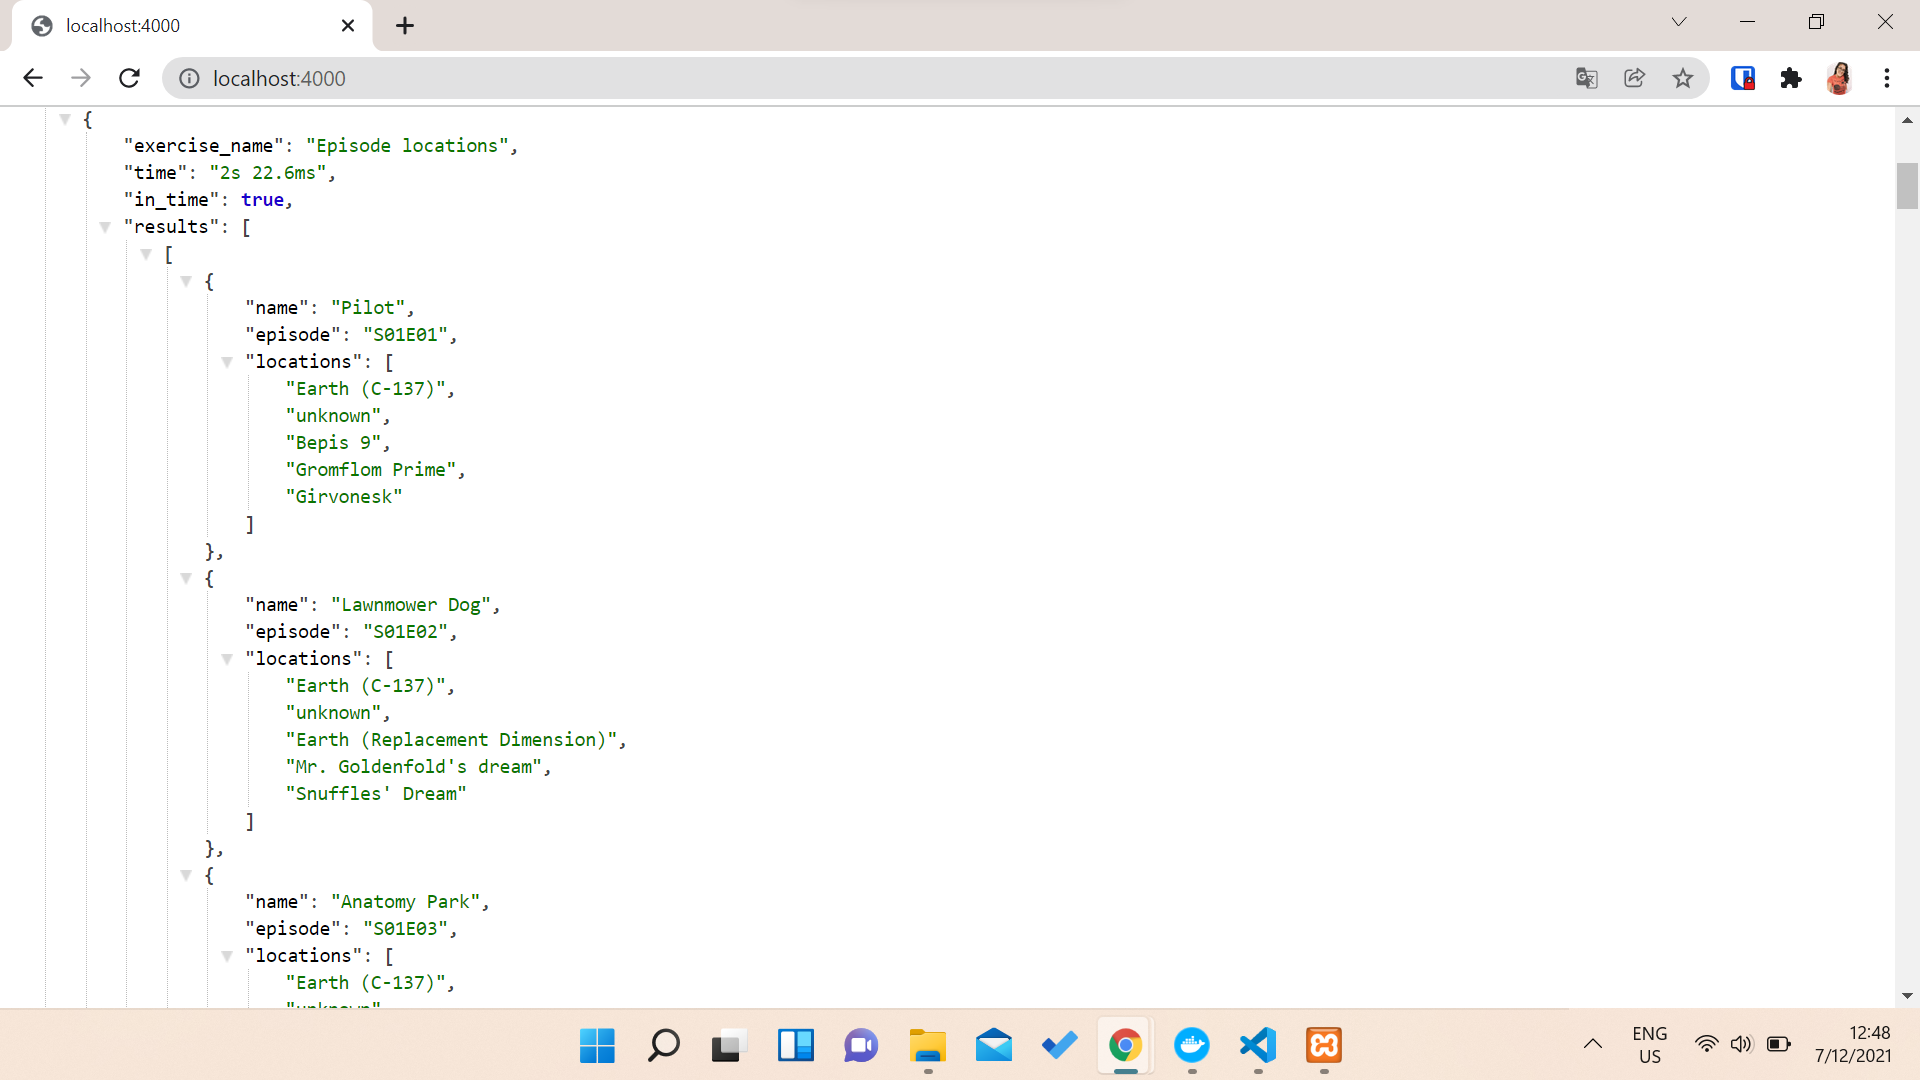 localhost:4000
localhost:4000
{
"exercise_name": "Episode locations",
"time": "2s 22.6ms",
"in_time": true,
"results": [
[
{
"name": "Pilot",
"episode": "S01E01",
"locations": [
"Earth (C-137)",
"unknown",
"Bepis 9",
"Gromflom Prime",
"Girvonesk"
]
},
{
"name": "Lawnmower Dog",
"episode": "S01E02",
"locations": [
"Earth (C-137)",
"unknown",
"Earth (Replacement Dimension)",
"Mr. Goldenfold's dream",
"Snuffles' Dream"
]
},
{
"name": "Anatomy Park",
"episode": "S01E03",
"locations": [
"Earth (C-137)",
"unknown"
ENG
US
12:48
7/12/2021